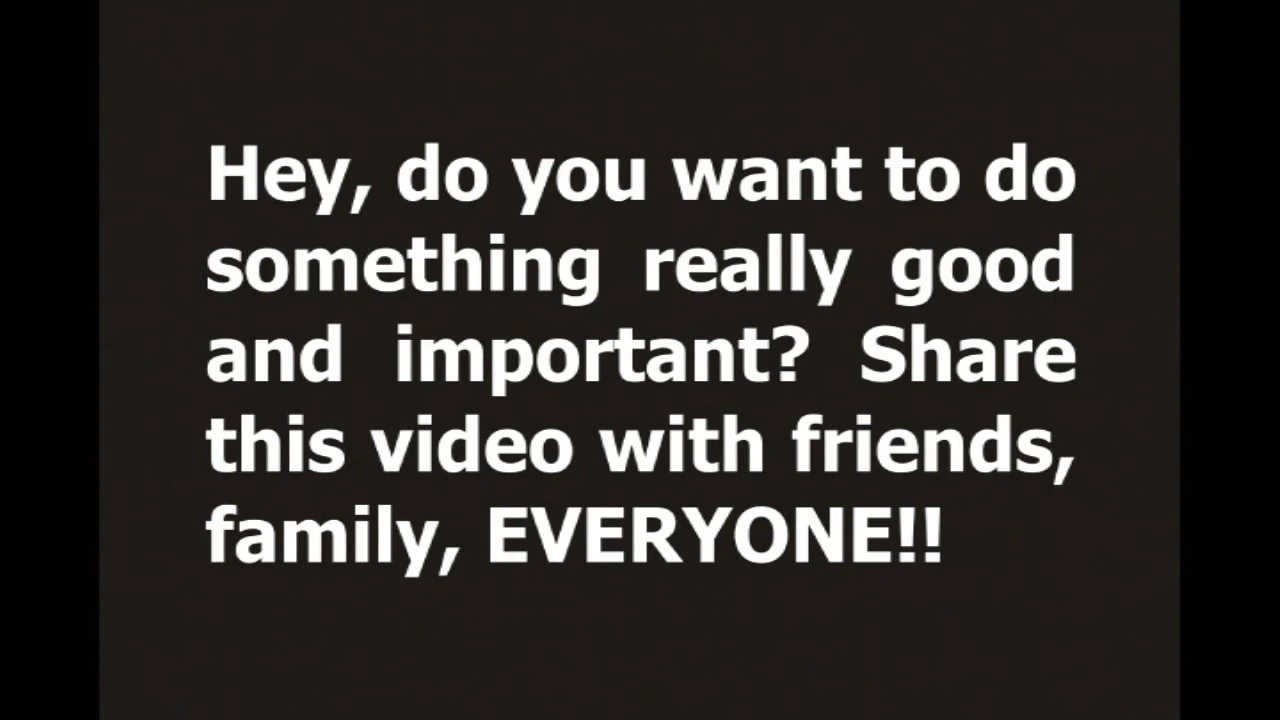 Hey, do you want to do
something really good
and important? Share
this video with friends,
family, EVERYONE!!